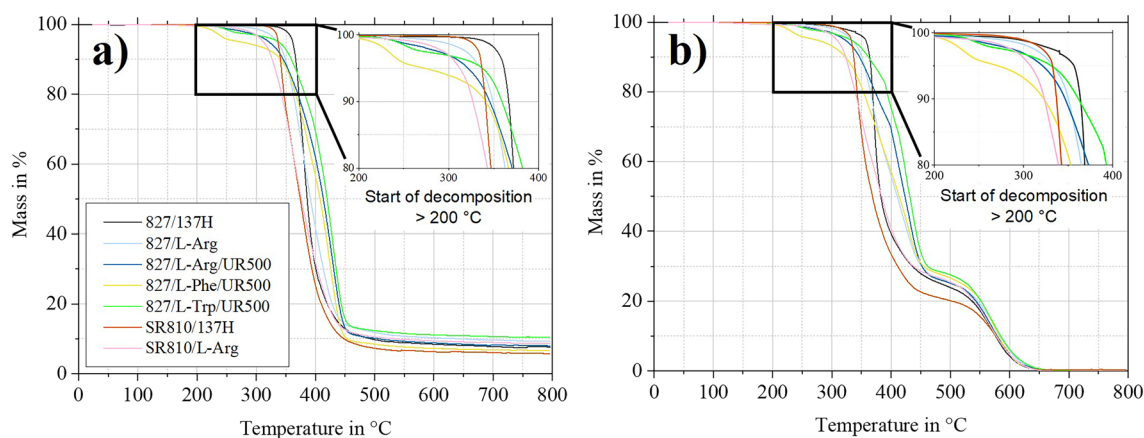 a)
100
80
60
40
20
0
Mass in %
0 100 200 300 400 500 600 700 800
Temperature in °C
827/137H
827/L-Arg
827/L-Arg/UR500
827/L-Phe/UR500
827/L-Trp/UR500
SR810/137H
SR810/L-Arg
100
90
80
200 300 400
Start of decomposition
> 200 °C
b)
100
80
60
40
20
0
Mass in %
0 100 200 300 400 500 600 700 800
Temperature in °C
100
90
80
200 300 400
Start of decomposition
> 200 °C